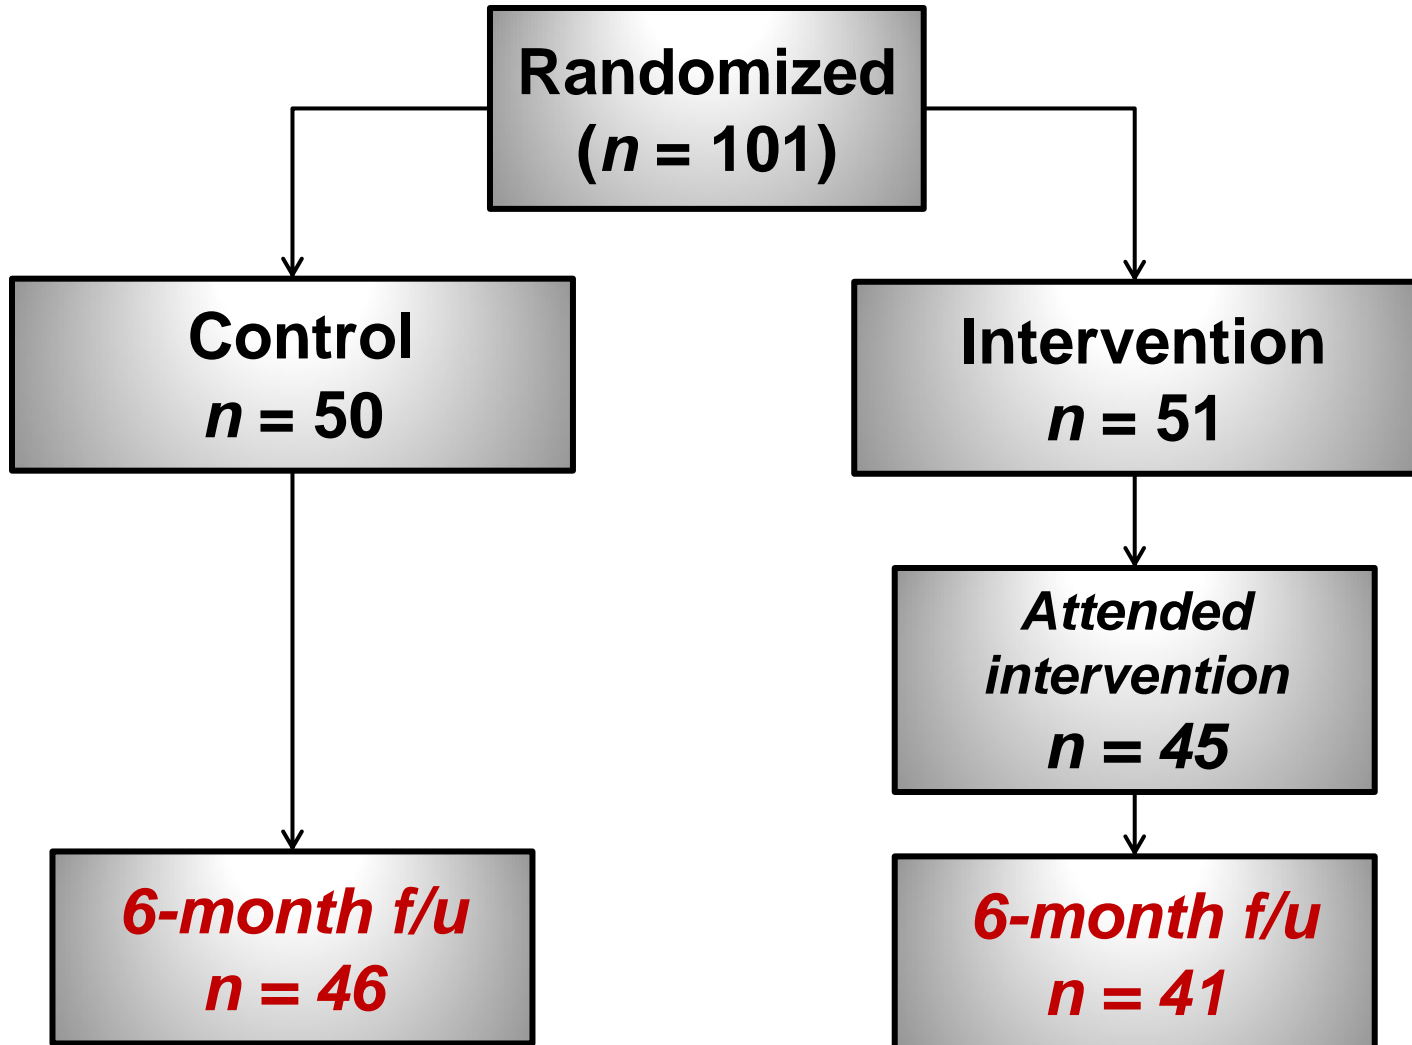 Randomized
(n = 101)
Control
n = 50
Intervention
n = 51
Attended
intervention
n = 45
6-month f/u
n = 46
6-month f/u
n = 41